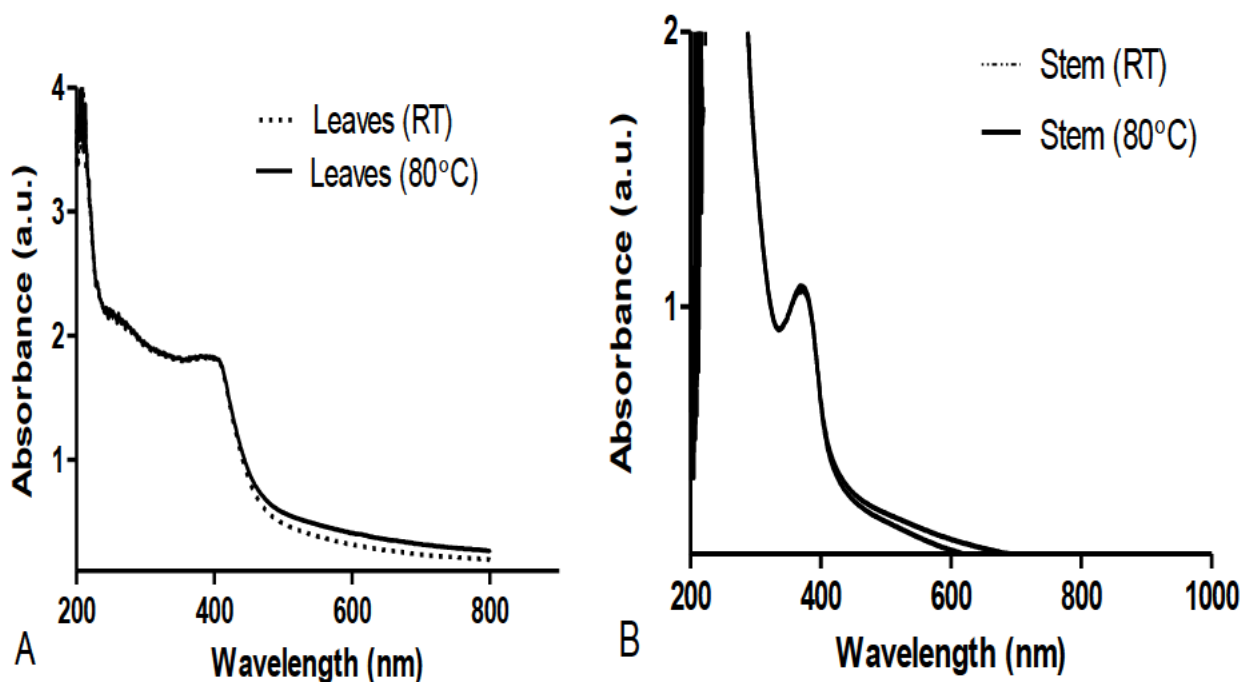 4
3
2
1
Absorbance (a.u.)
Leaves (RT)
Leaves (80°C)
200 400 600 800
Wavelength (nm)
A
2
1
Absorbance (a.u.)
Stem (RT)
Stem (80°C)
200 400 600 800 1000
Wavelength (nm)
B